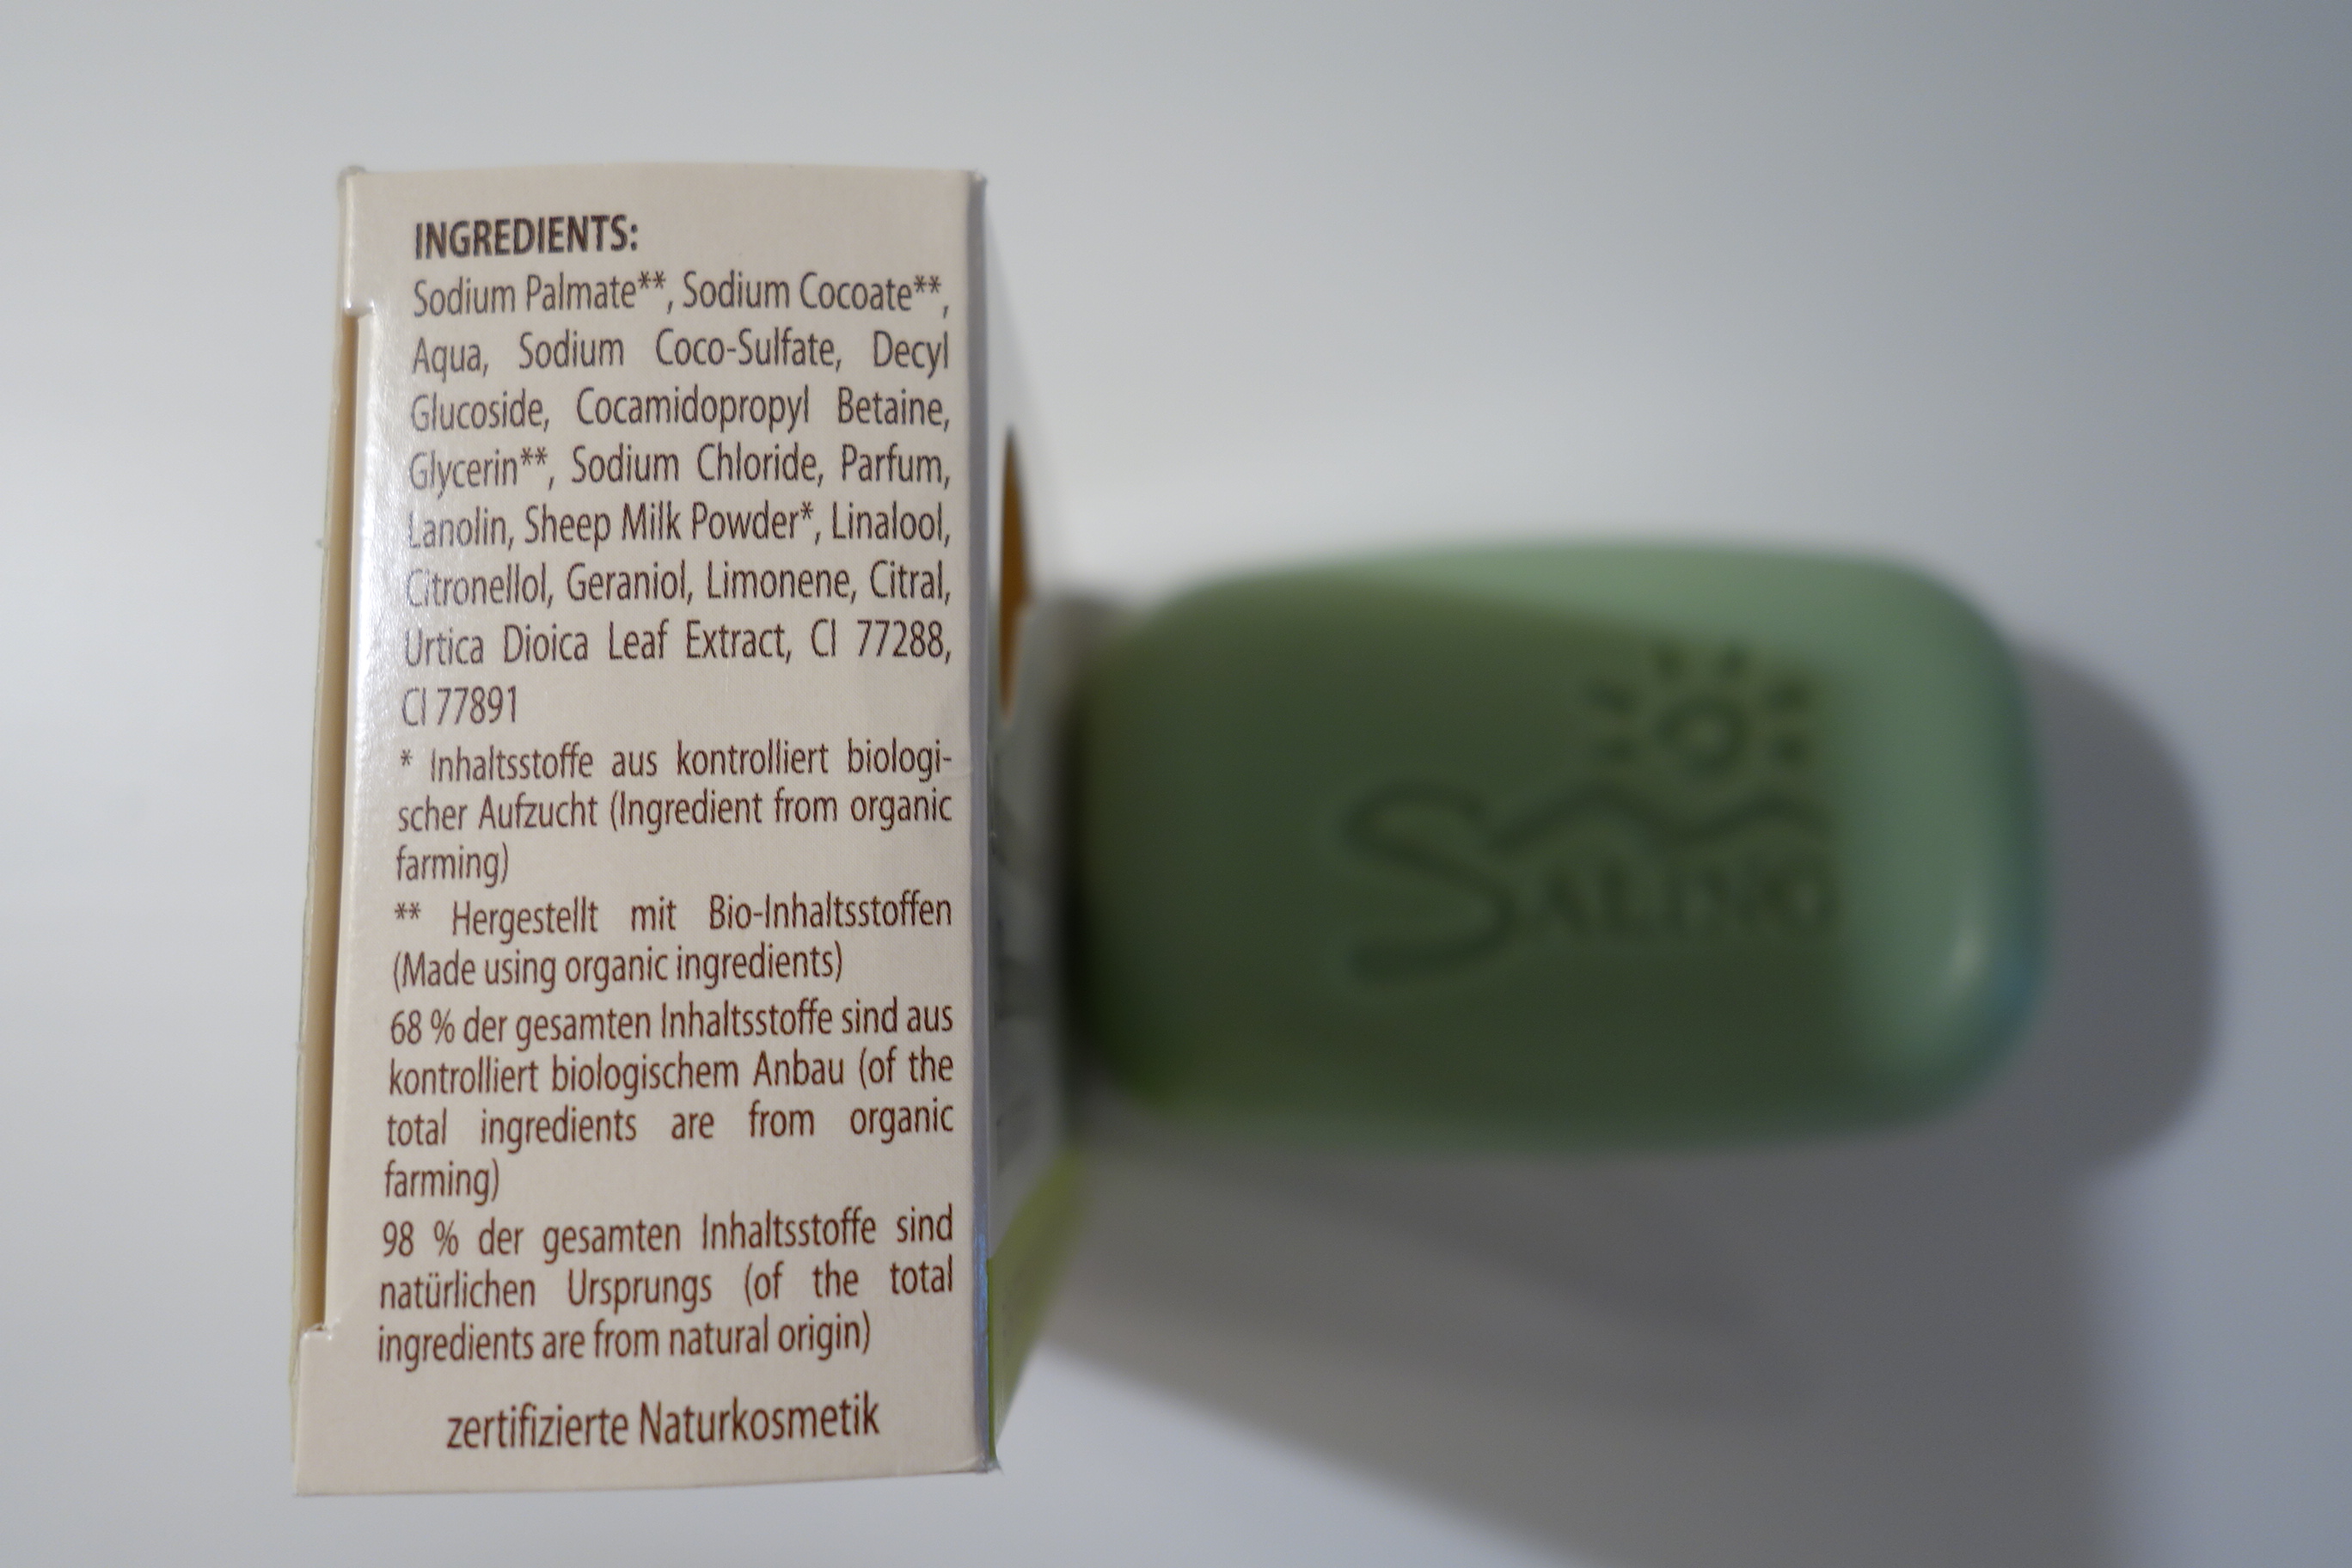 INGREDIENTS:
Sodium Palmate**, Sodium Cocoate**,
Aqua, Sodium Coco-Sulfate, Decyl
Glucoside, Cocamidopropyl Betaine,
Glycerin**, Sodium Chloride, Parfum,
Lanolin, Sheep Milk Powder*, Linalool,
Citronellol, Geraniol, Limonene, Citral,
Urtica Dioica Leaf Extract, CI 77288,
CI 77891
* Inhaltsstoffe aus kontrolliert biologi-
scher Aufzucht (Ingredient from organic
farming)
** Hergestellt mit Bio-Inhaltsstoffen
(Made using organic ingredients)
68 % der gesamten Inhaltsstoffe sind aus
kontrolliert biologischem Anbau (of the
total ingredients are from organic
farming)
98 % der gesamten Inhaltsstoffe sind
natürlichen Ursprungs (of the total
ingredients are from natural origin)
zertifizierte Naturkosmetik
SALING